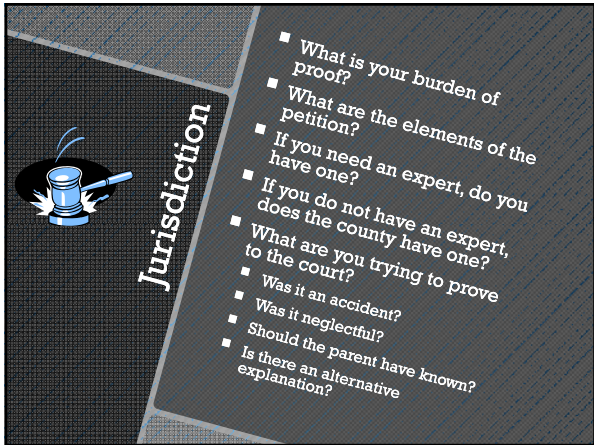 Jurisdiction
What is your burden of
proof?
What are the elements of the
petition?
If you need an expert, do you
have one?
If you do not have an expert,
does the county have one?
What are you trying to prove
to the court?
Was it an accident?
Was it neglectful?
Should the parent have known?
Is there an alternative
explanation?